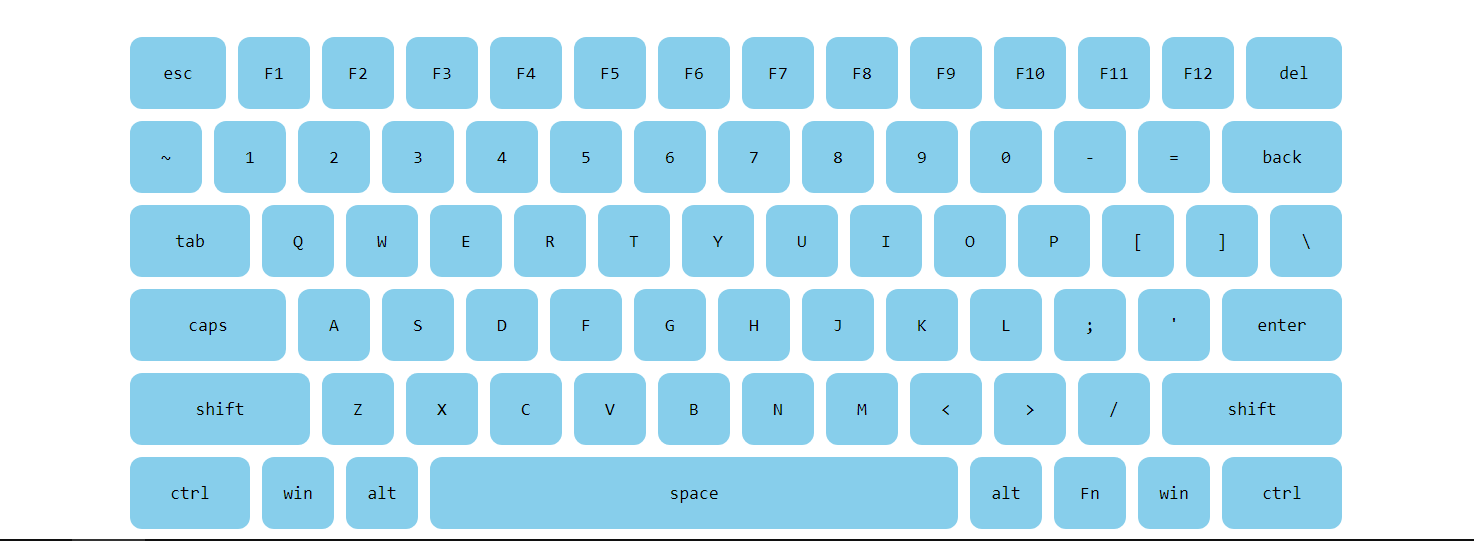 esc F1 F2 F3 F4 F5 F6 F7 F8 F9 F10 F11 F12 del
~ 1 2 3 4 5 6 7 8 9 0 - = back
tab Q W E R T Y U I O P [ ] \
caps A S D F G H J K L ; ' enter
shift Z X C V B N M < > / shift
ctrl win alt space alt Fn win ctrl